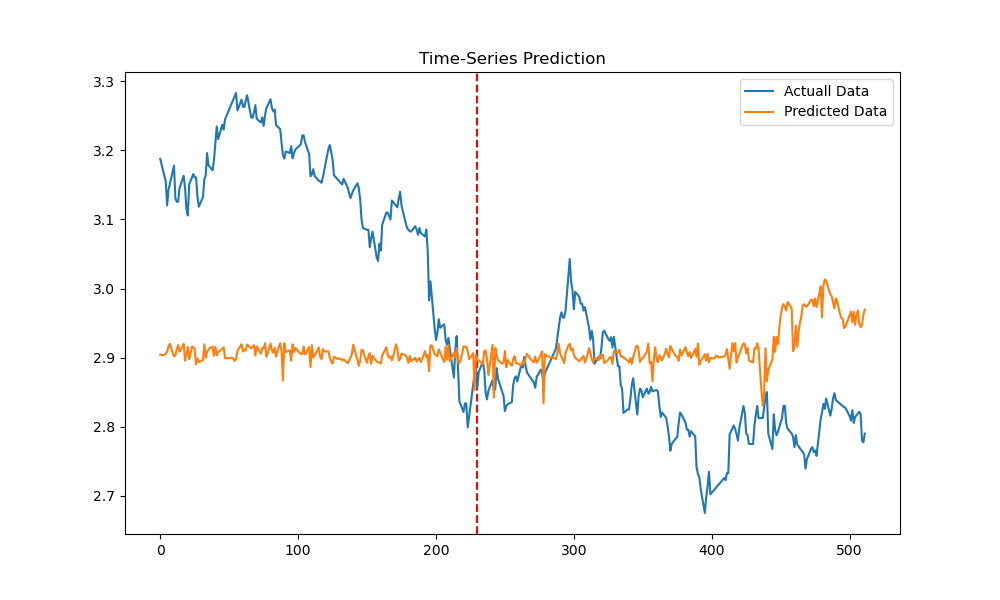 Time-Series Prediction
Actuall Data
Predicted Data
3.3
3.2
3.1
3.0
2.9
2.8
2.7
0 100 200 300 400 500